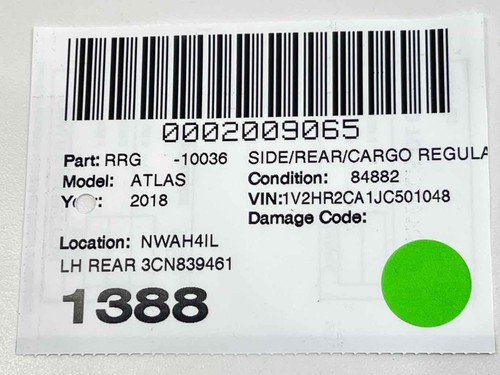 0002009065
Part: RRG -10036 SIDE/REAR/CARGO REGULA
Model: ATLAS Condition: 84882
Year: 2018 VIN:1V2HR2CA1JC501048
Damage Code:
Location: NWAH4IL
LH REAR 3CN839461
1388